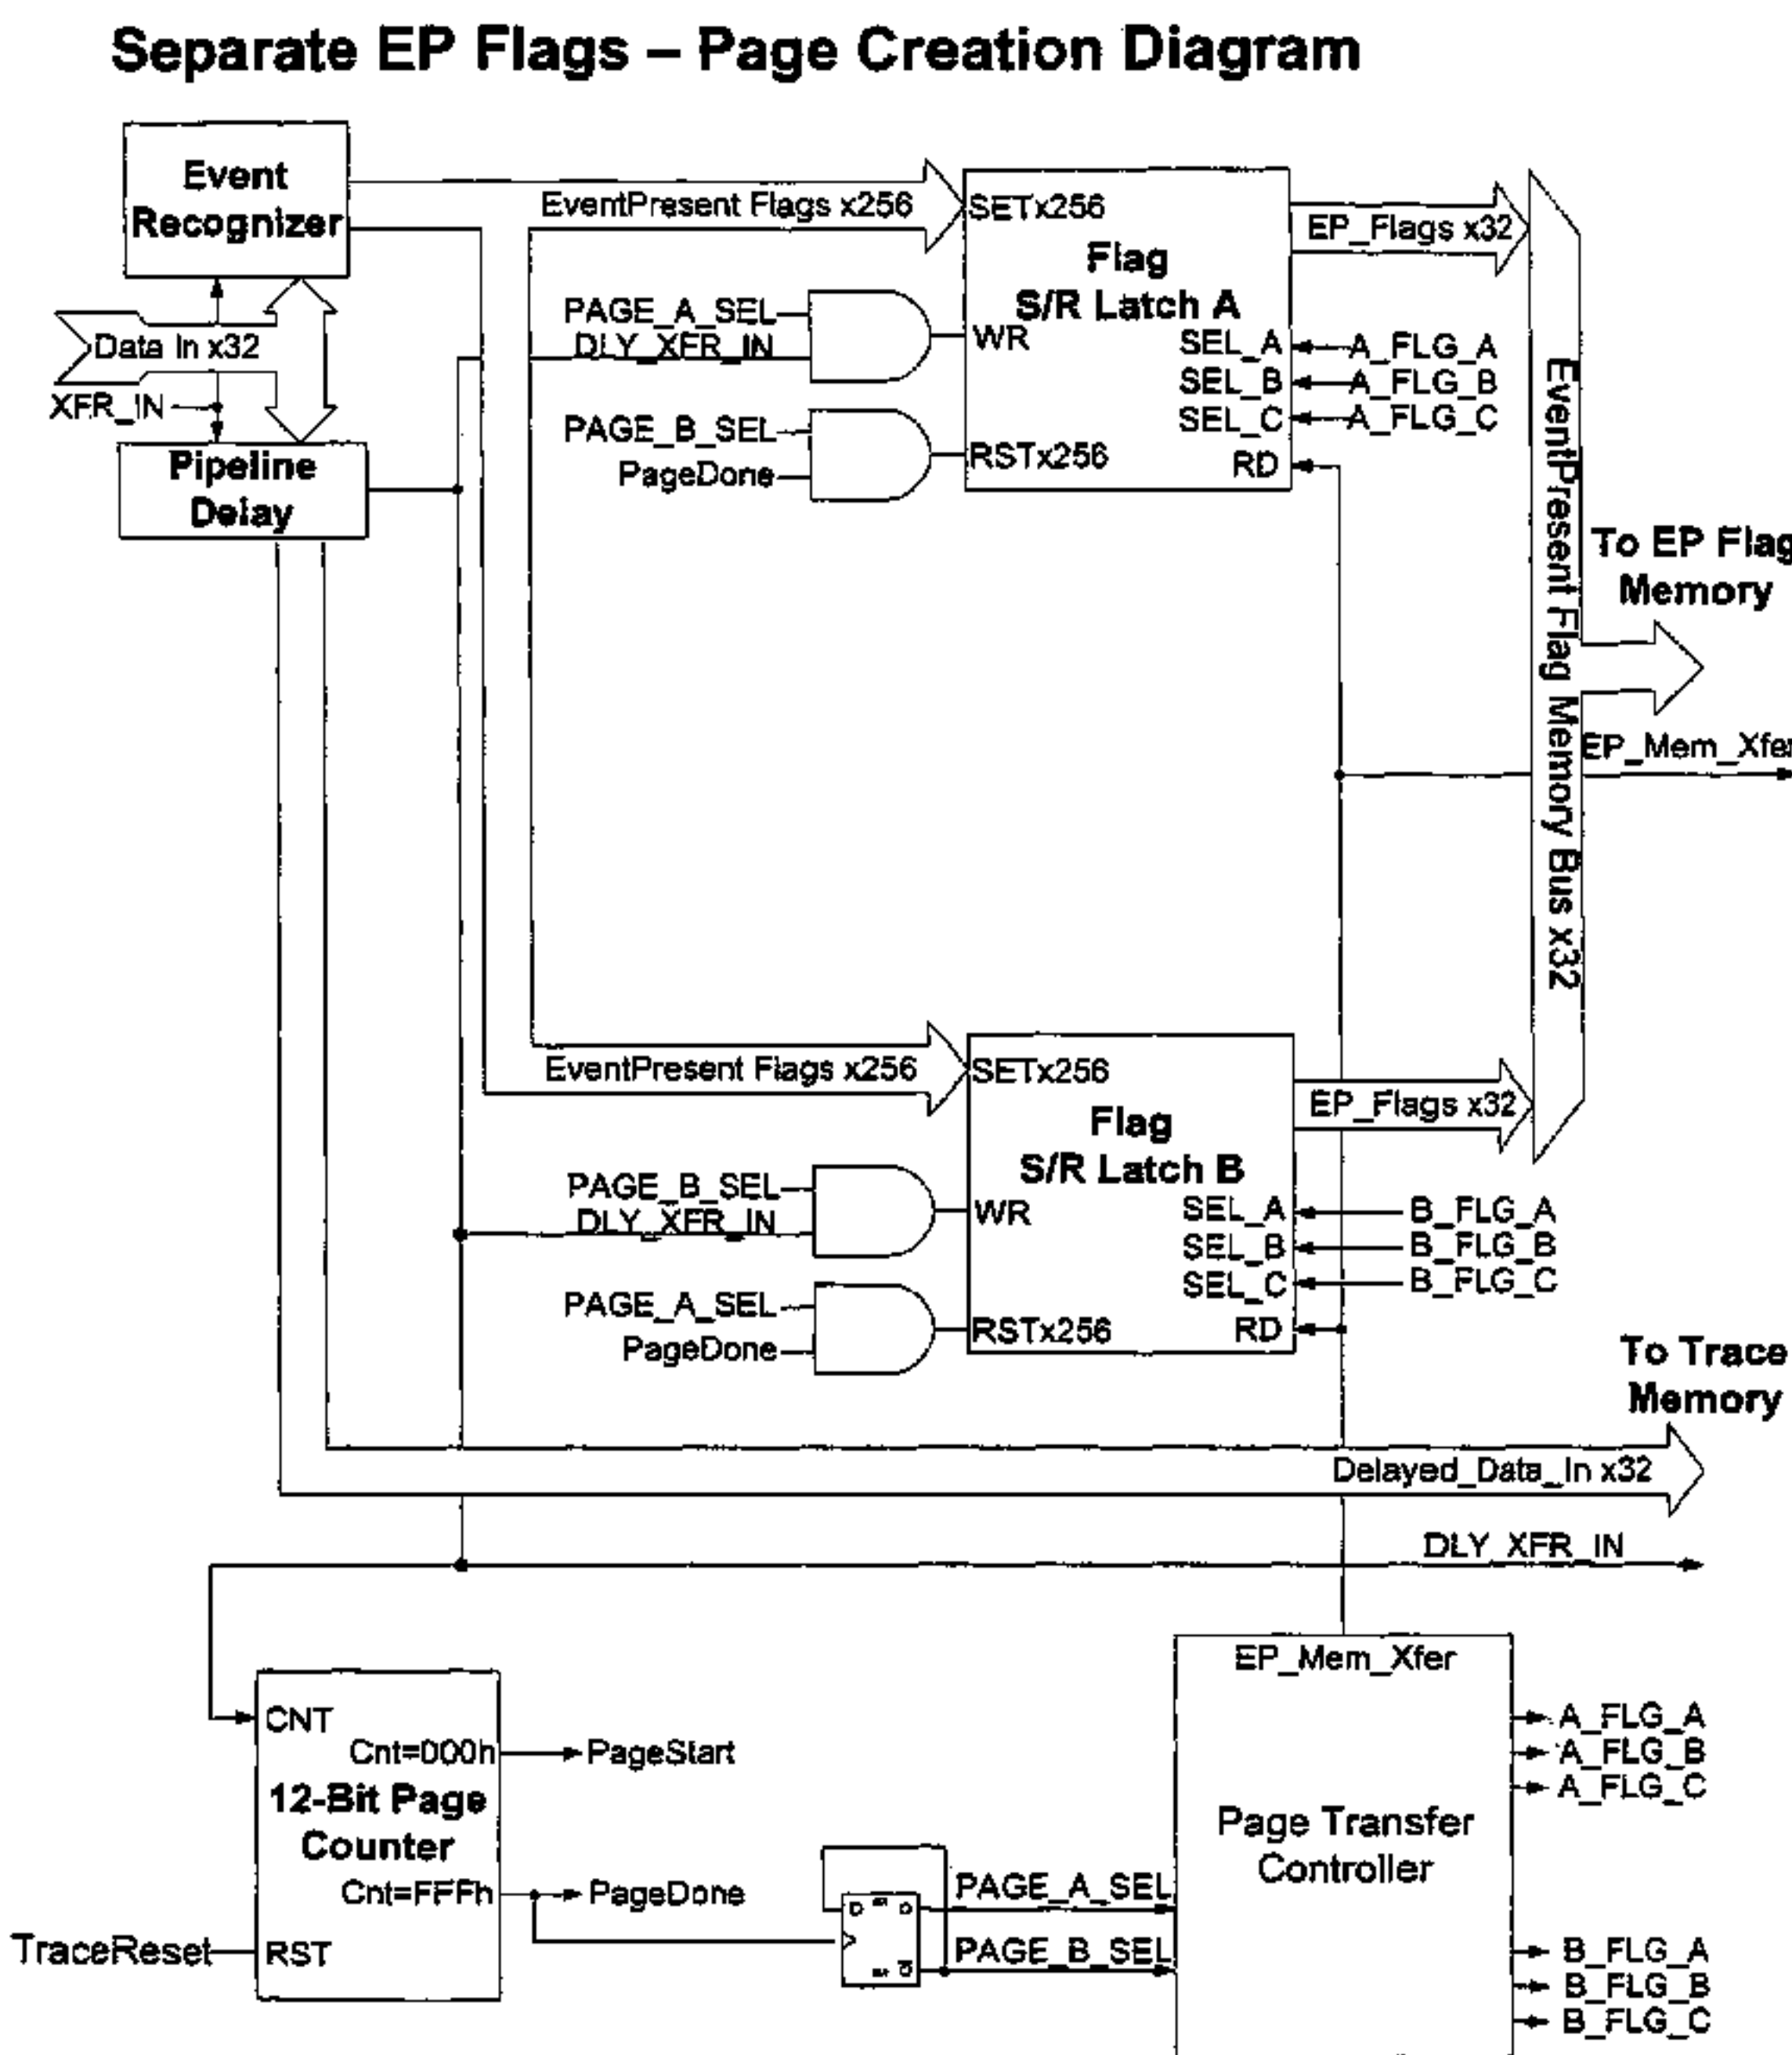 Separate EP Flags – Page Creation Diagram
Event
Recognizer
EventPresent Flags x256
SETx256
EP_Flags x32
Flag
S/R Latch A
PAGE_A_SEL
DLY_XFR_IN
WR
SEL_A
A_FLG_A
SEL_B
A_FLG_B
SEL_C
A_FLG_C
Data In x32
XFR_IN
PAGE_B_SEL
PageDone
RSTx256
RD
Pipeline
Delay
EventPresent Flag Memory Bus x32
To EP Flag
Memory
EP_Mem_Xfer
EventPresent Flags x256
SETx256
EP_Flags x32
Flag
S/R Latch B
PAGE_B_SEL
DLY_XFR_IN
WR
SEL_A
B_FLG_A
SEL_B
B_FLG_B
SEL_C
B_FLG_C
PAGE_A_SEL
PageDone
RSTx256
RD
To Trace
Memory
Delayed_Data_In x32
DLY_XFR_IN
EP_Mem_Xfer
CNT
Cnt=000h
PageStart
12-Bit Page
Counter
Cnt=FFFh
PageDone
TraceReset
RST
PAGE_A_SEL
PAGE_B_SEL
Page Transfer
Controller
A_FLG_A
A_FLG_B
A_FLG_C
B_FLG_A
B_FLG_B
B_FLG_C